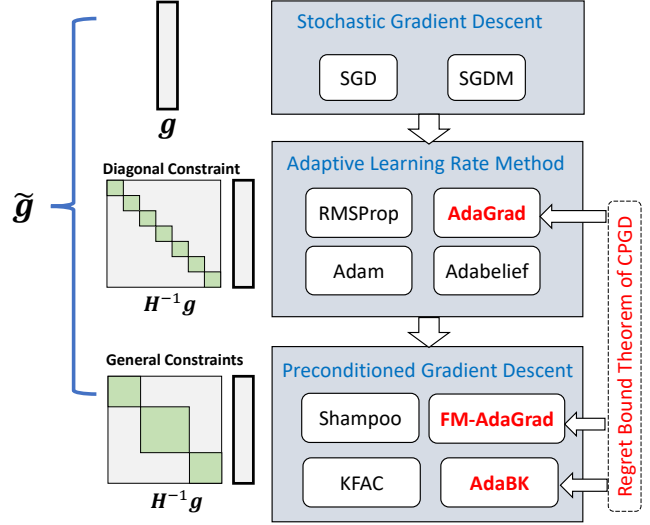 Stochastic Gradient Descent
SGD
SGDM
g
Diagonal Constraint
H⁻¹g
g̃
Adaptive Learning Rate Method
RMSProp
AdaGrad
Adam
Adabelief
General Constraints
H⁻¹g
Preconditioned Gradient Descent
Shampoo
FM-AdaGrad
KFAC
AdaBK
Regret Bound Theorem of CPGD